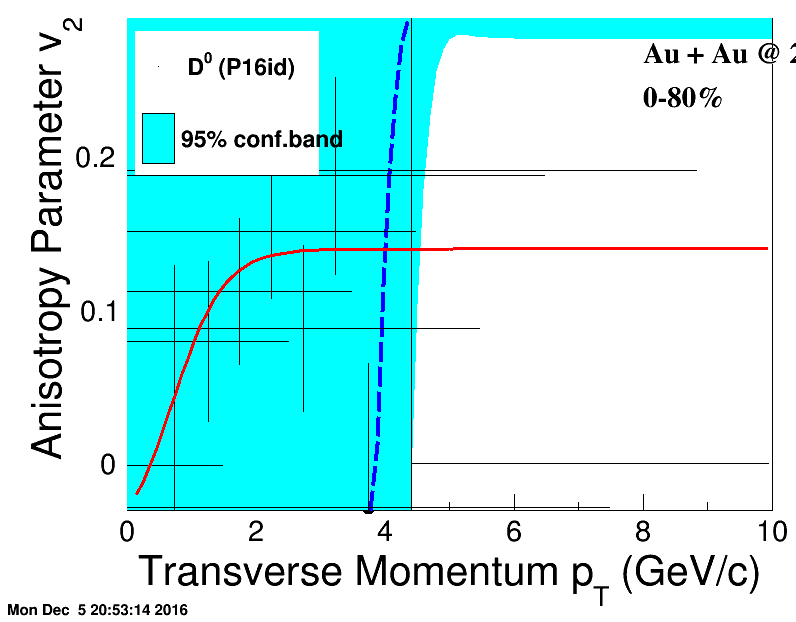 Anisotropy Parameter v2
D0 (P16id)
95% conf.band
Au + Au @ 2
0-80%
0.2
0.1
0
0 2 4 6 8 10
Transverse Momentum pT (GeV/c)
Mon Dec 5 20:53:14 2016